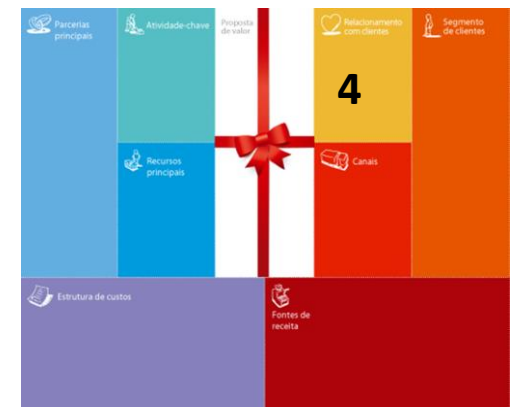 Parcerias
principais
Atividade-chave
Proposta
de valor
Relacionamento
com clientes
4
Segmento
de clientes
Recursos
principais
Canais
Estrutura de custos
Fontes de
receita